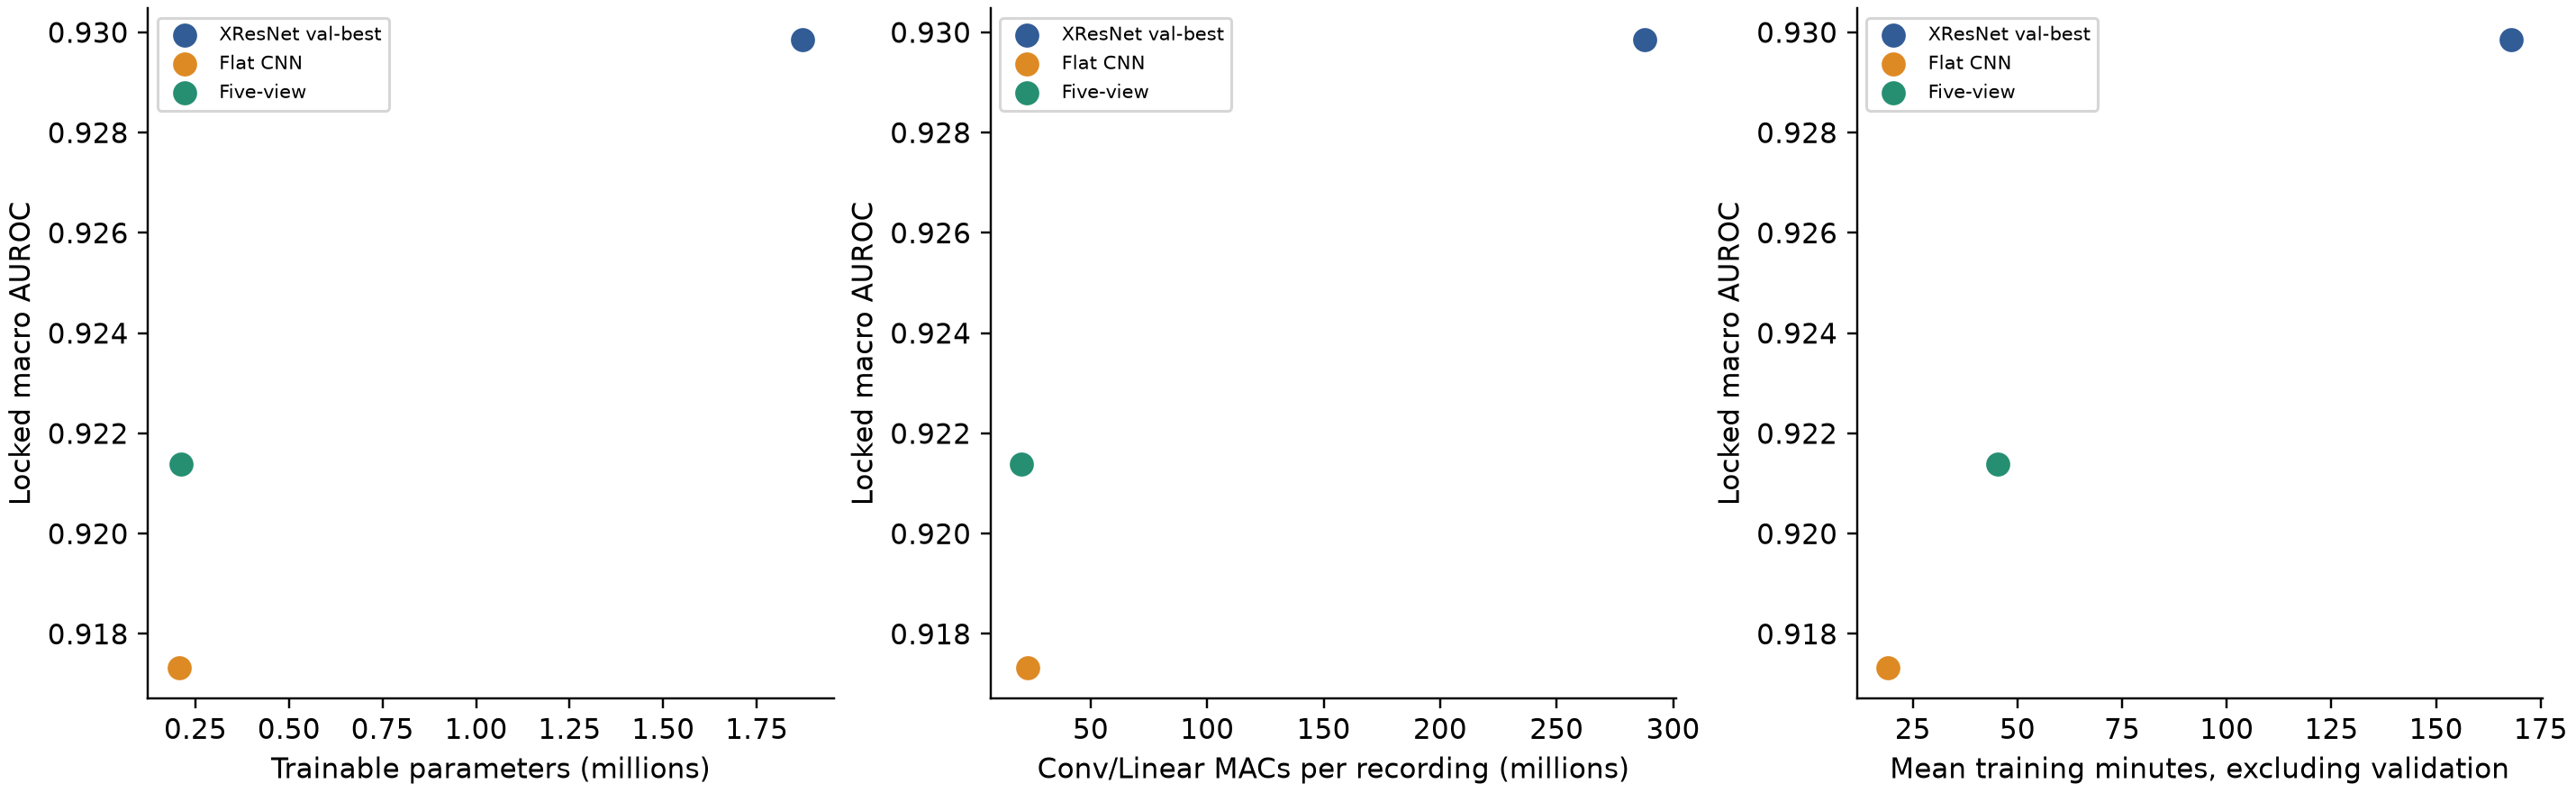 Locked macro AUROC
0.930
0.928
0.926
0.924
0.922
0.920
0.918
XResNet val-best
Flat CNN
Five-view
0.25 0.50 0.75 1.00 1.25 1.50 1.75
Trainable parameters (millions)
Locked macro AUROC
0.930
0.928
0.926
0.924
0.922
0.920
0.918
XResNet val-best
Flat CNN
Five-view
50 100 150 200 250 300
Conv/Linear MACs per recording (millions)
Locked macro AUROC
0.930
0.928
0.926
0.924
0.922
0.920
0.918
XResNet val-best
Flat CNN
Five-view
25 50 75 100 125 150 175
Mean training minutes, excluding validation